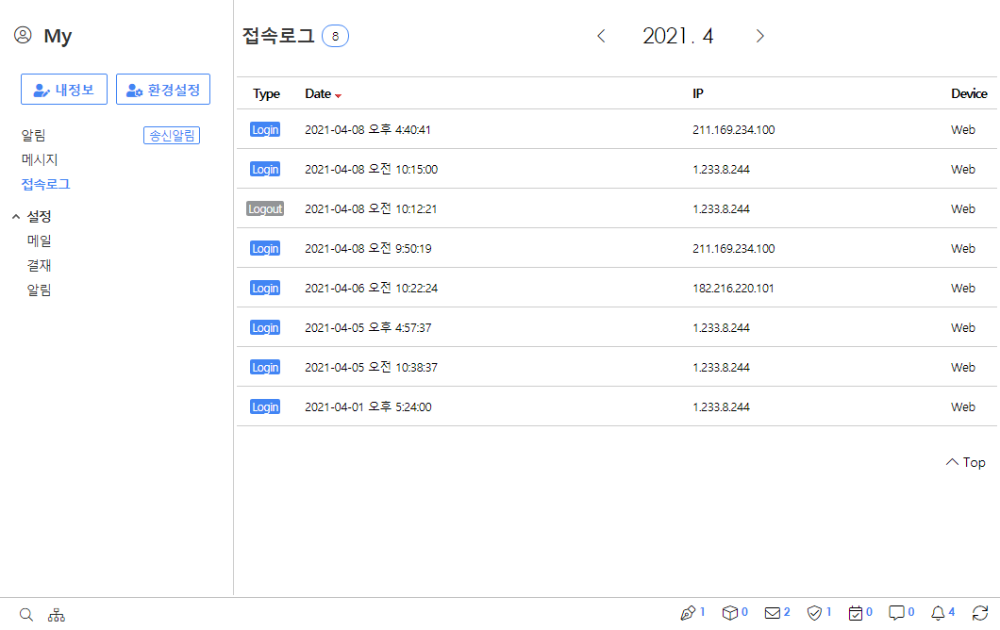 My
내정보 환경설정
알림 송신알림
메시지
접속로그
설정
메일
결재
알림
접속로그 8 2021. 4
Type Date IP Device
Login 2021-04-08 오후 4:40:41 211.169.234.100 Web
Login 2021-04-08 오전 10:15:00 1.233.8.244 Web
Logout 2021-04-08 오전 10:12:21 1.233.8.244 Web
Login 2021-04-08 오전 9:50:19 211.169.234.100 Web
Login 2021-04-06 오전 10:22:24 182.216.220.101 Web
Login 2021-04-05 오후 4:57:37 1.233.8.244 Web
Login 2021-04-05 오전 10:38:37 1.233.8.244 Web
Login 2021-04-01 오후 5:24:00 1.233.8.244 Web
Top
1 0 2 1 0 0 4